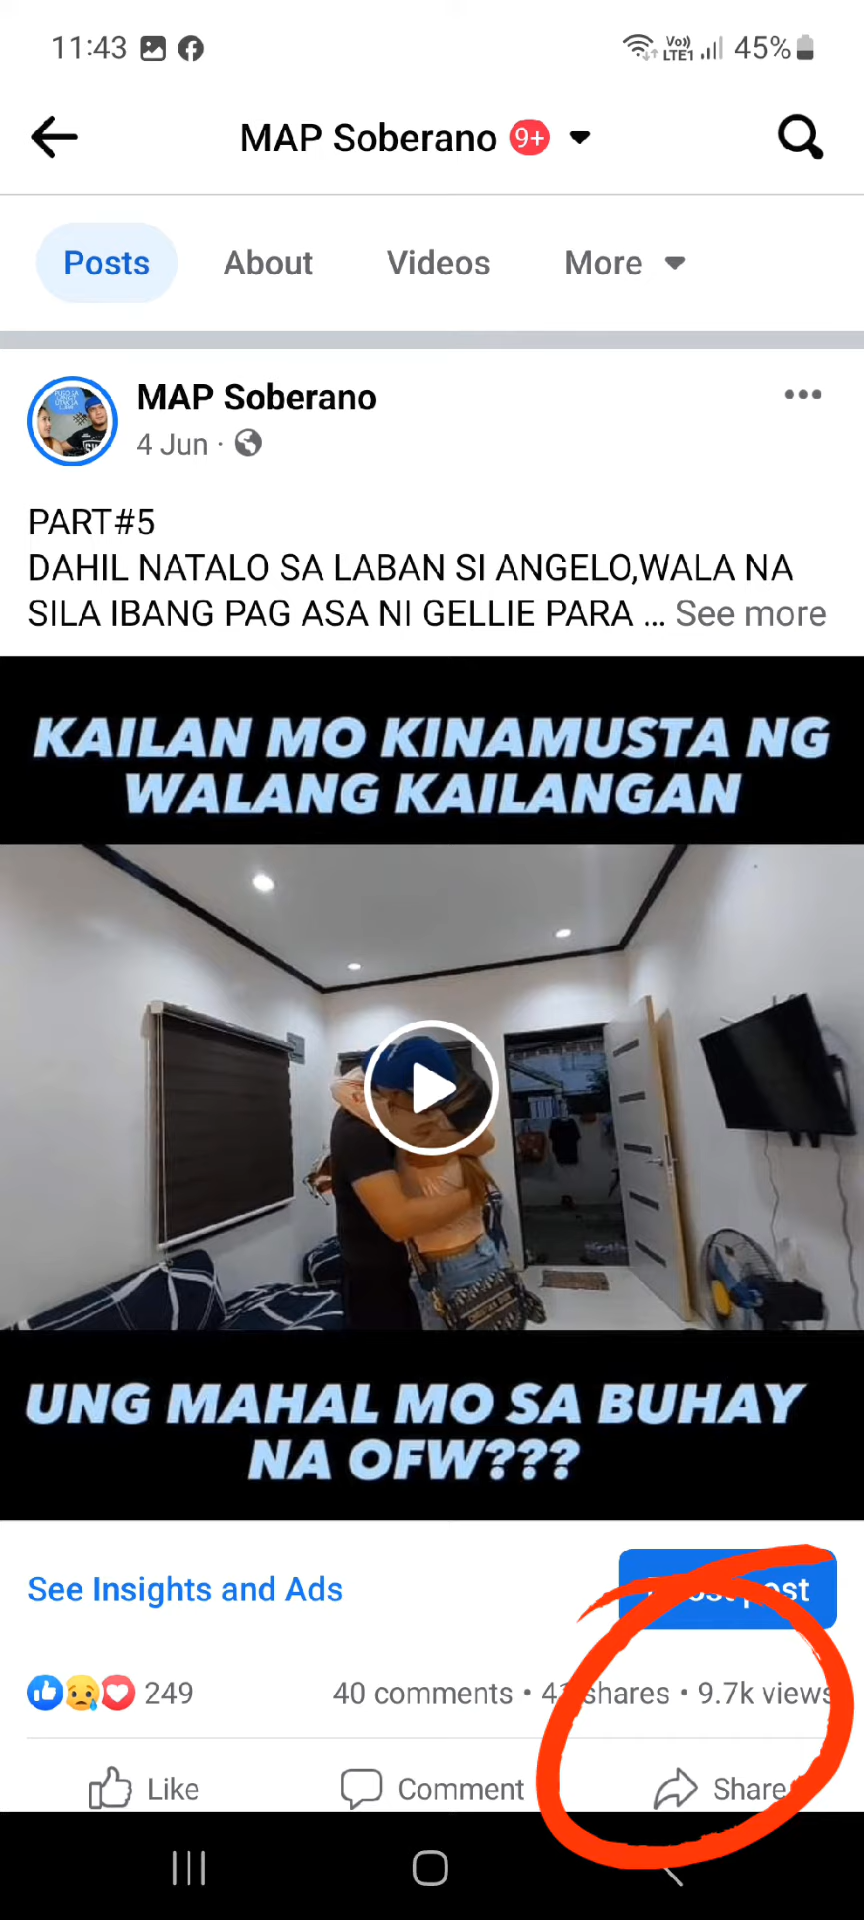 11:43 Vo)) LTE1 45%
MAP Soberano 9+
Posts About Videos More
MAP Soberano
4 Jun ·
PART#5
DAHIL NATALO SA LABAN SI ANGELO,WALA NA
SILA IBANG PAG ASA NI GELLIE PARA ... See more
KAILAN MO KINAMUSTA NG
WALANG KAILANGAN
UNG MAHAL MO SA BUHAY
NA OFW???
See Insights and Ads post
249 40 comments • shares • 9.7k views
Like Comment Share